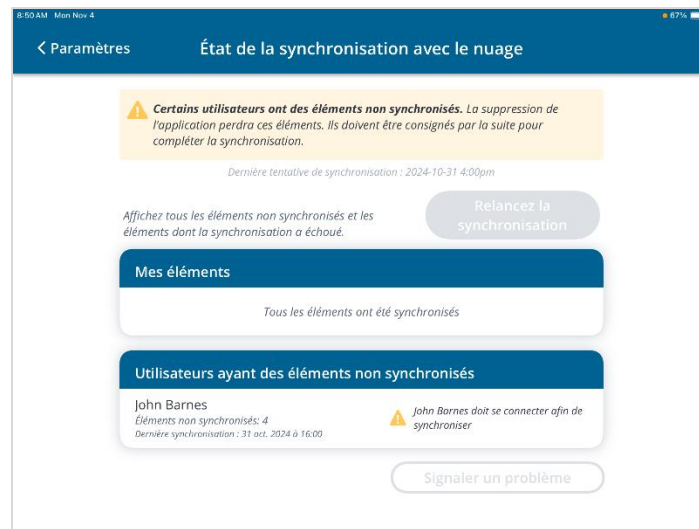 8:50 AM Mon Nov 4
67%
Paramètres
État de la synchronisation avec le nuage
Certains utilisateurs ont des éléments non synchronisés. La suppression de
l'application perdra ces éléments. Ils doivent être consignés par la suite pour
compléter la synchronisation.
Dernière tentative de synchronisation : 2024-10-31 4:00pm
Affichez tous les éléments non synchronisés et les
éléments dont la synchronisation a échoué.
Relancez la
synchronisation
Mes éléments
Tous les éléments ont été synchronisés
Utilisateurs ayant des éléments non synchronisés
John Barnes
Éléments non synchronisés: 4
Dernière synchronisation : 31 oct. 2024 à 16:00
John Barnes doit se connecter afin de
synchroniser
Signaler un problème